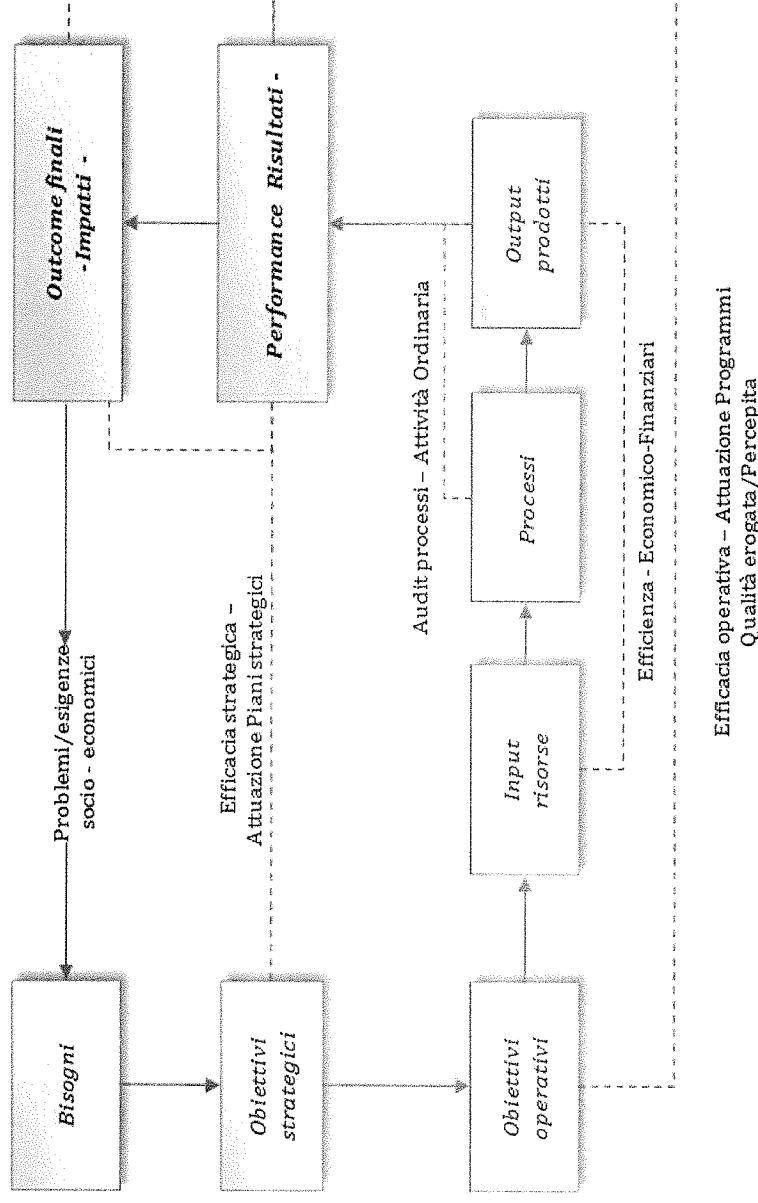 Outcome finali
-Impatti -
Problemi/esigenze
socio - economici
Bisogni
Performance Risultati -
Efficacia strategica –
Attuazione Piani strategici
Obiettivi
strategici
Audit processi – Attività Ordinaria
Obiettivi
operativi
Input
risorse
Processi
Output
prodotti
Efficienza - Economico-Finanziari
Efficacia operativa – Attuazione Programmi
Qualità erogata/Percepita